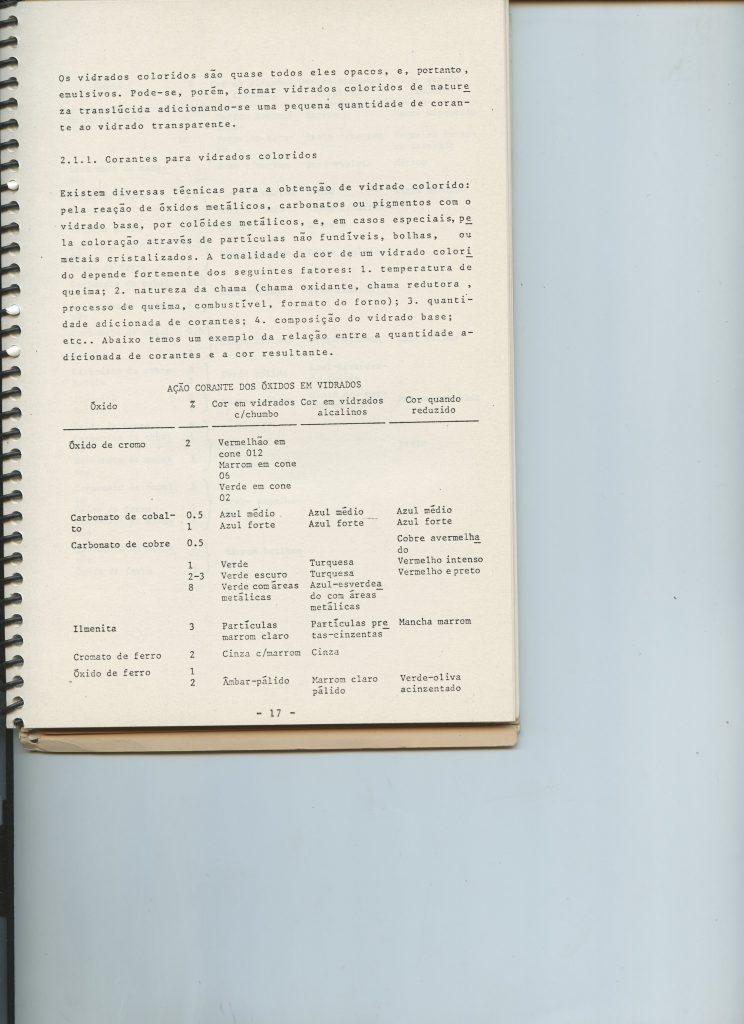 Os vidrados coloridos são quase todos eles opacos, e, portanto,
emulsivos. Pode-se, porém, formar vidrados coloridos de nature
za translúcida adicionando-se uma pequena quantidade de coran-
te ao vidrado transparente.
2.1.1. Corantes para vidrados coloridos
Existem diversas técnicas para a obtenção de vidrado colorido:
pela reação de óxidos metálicos, carbonatos ou pigmentos com o
vidrado base, por colóides metálicos, e, em casos especiais, pe
la coloração através de partículas não fundíveis, bolhas, ou
metais cristalizados. A tonalidade da cor de um vidrado colori
do depende fortemente dos seguintes fatores: 1. temperatura de
queima; 2. natureza da chama (chama oxidante, chama redutora ,
processo de queima, combustível, formato do forno); 3. quanti-
dade adicionada de corantes; 4. composição do vidrado base;
etc.. Abaixo temos um exemplo da relação entre a quantidade a-
dicionada de corantes e a cor resultante.
AÇÃO CORANTE DOS ÓXIDOS EM VIDRADOS
Óxido % Cor em vidrados Cor em vidrados Cor quando
c/chumbo alcalinos reduzido
Óxido de cromo 2 Vermelhão em
cone 012
Marrom em cone
06
Verde em cone
02
Carbonato de cobal- 0.5 Azul médio Azul médio Azul médio
to 1 Azul forte Azul forte Azul forte
Carbonato de cobre 0.5 Cobre avermelha
do
1 Verde Turquesa Vermelho intenso
2-3 Verde escuro Turquesa Vermelho e preto
8 Verde com áreas Azul-esverdea
metálicas do com áreas
metálicas
Ilmenita 3 Partículas Partículas pre Mancha marrom
marrom claro tas-cinzentas
Cromato de ferro 2 Cinza c/marrom Cinza
Óxido de ferro 1
2 Âmbar-pálido Marrom claro Verde-oliva
pálido acinzentado
- 17 -